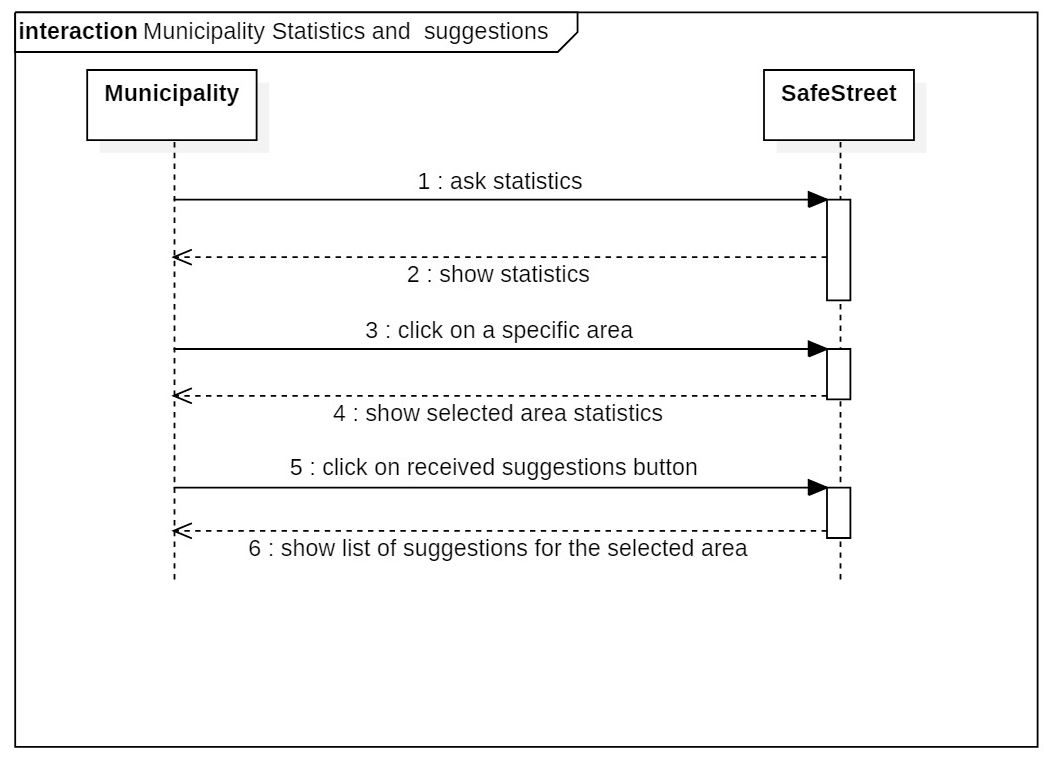 interaction Municipality Statistics and  suggestions
Municipality
SafeStreet
1 : ask statistics
2 : show statistics
3 : click on a specific area
4 : show selected area statistics
5 : click on received suggestions button
6 : show list of suggestions for the selected area